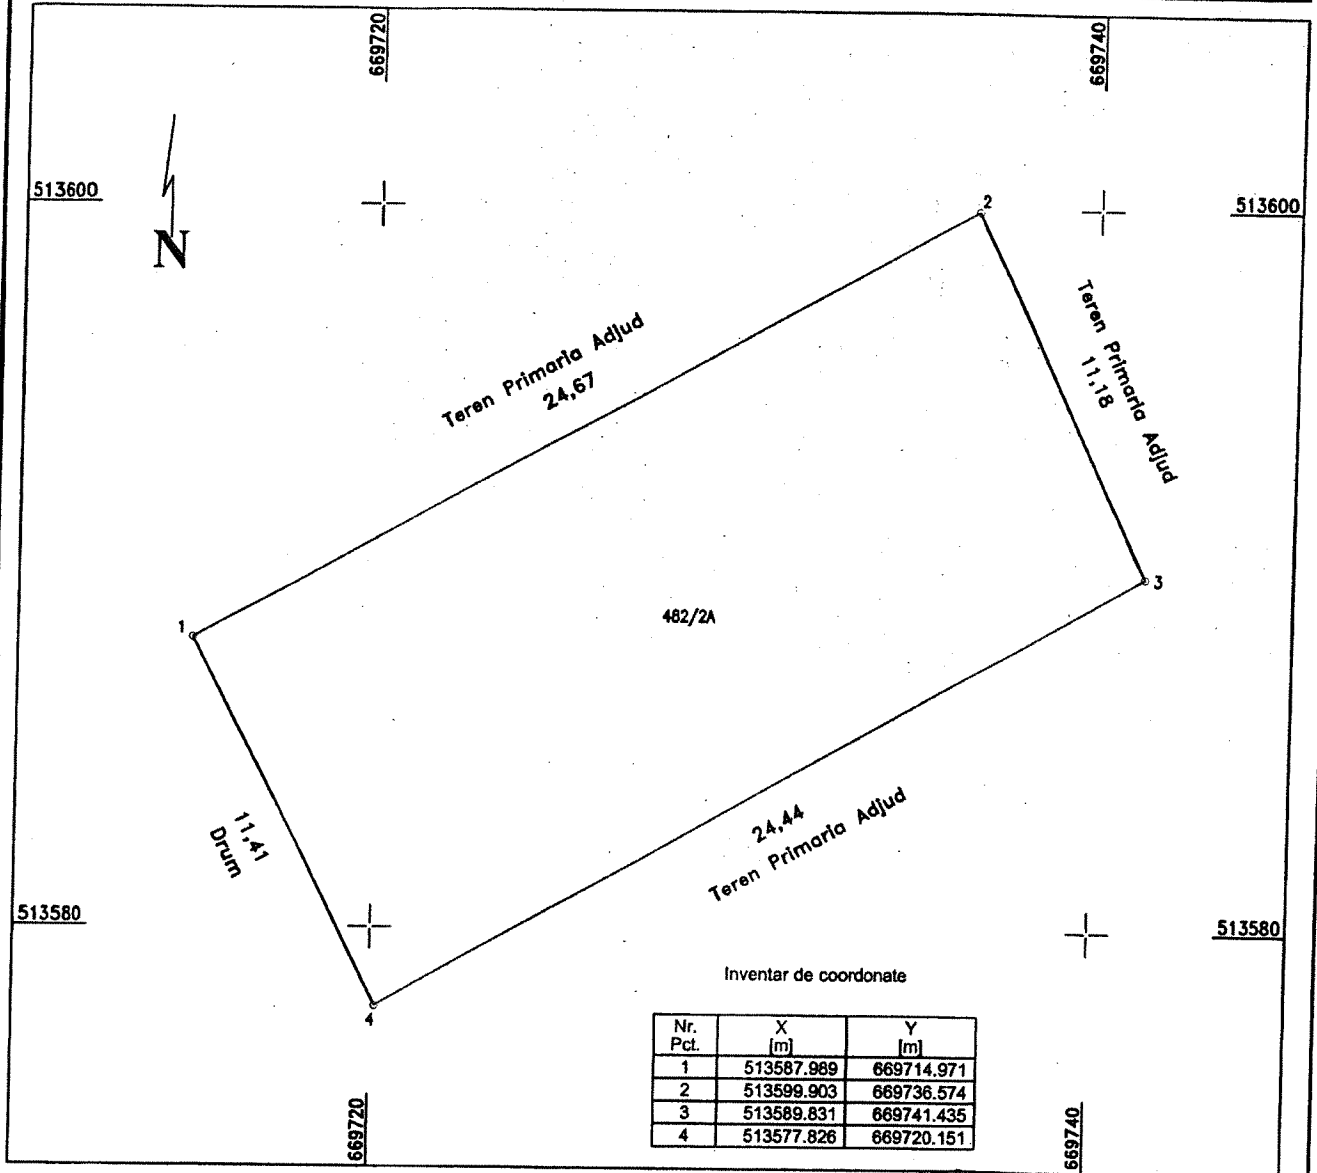 669720
669740
513600
513600
N
2
Teren Primaria Adjud
24,67
Teren Primaria Adjud
11,18
3
1
482/2A
11,41
Drum
24,44
Teren Primaria Adjud
513580
513580
4
Inventar de coordonate
Nr. Pct. X [m] Y [m]
1 513587.989 669714.971
2 513599.903 669736.574
3 513589.831 669741.435
4 513577.826 669720.151
669720
669740